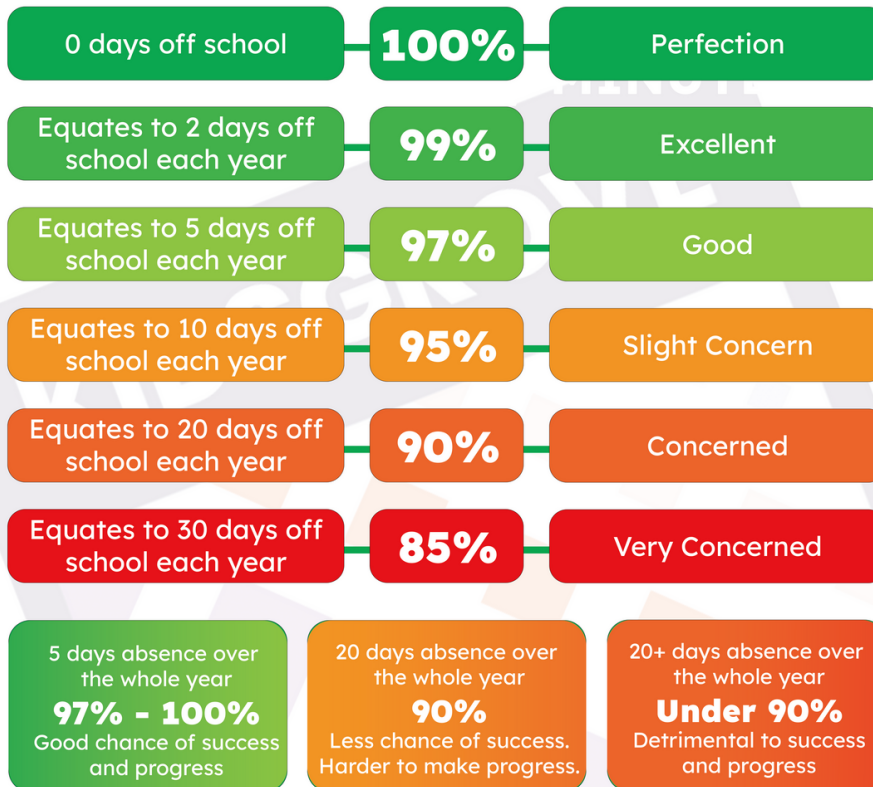 0 days off school
100%
Perfection
Equates to 2 days off
school each year
99%
Excellent
Equates to 5 days off
school each year
97%
Good
Equates to 10 days off
school each year
95%
Slight Concern
Equates to 20 days off
school each year
90%
Concerned
Equates to 30 days off
school each year
85%
Very Concerned
5 days absence over
the whole year
97% - 100%
Good chance of success
and progress
20 days absence over
the whole year
90%
Less chance of success.
Harder to make progress.
20+ days absence over
the whole year
Under 90%
Detrimental to success
and progress